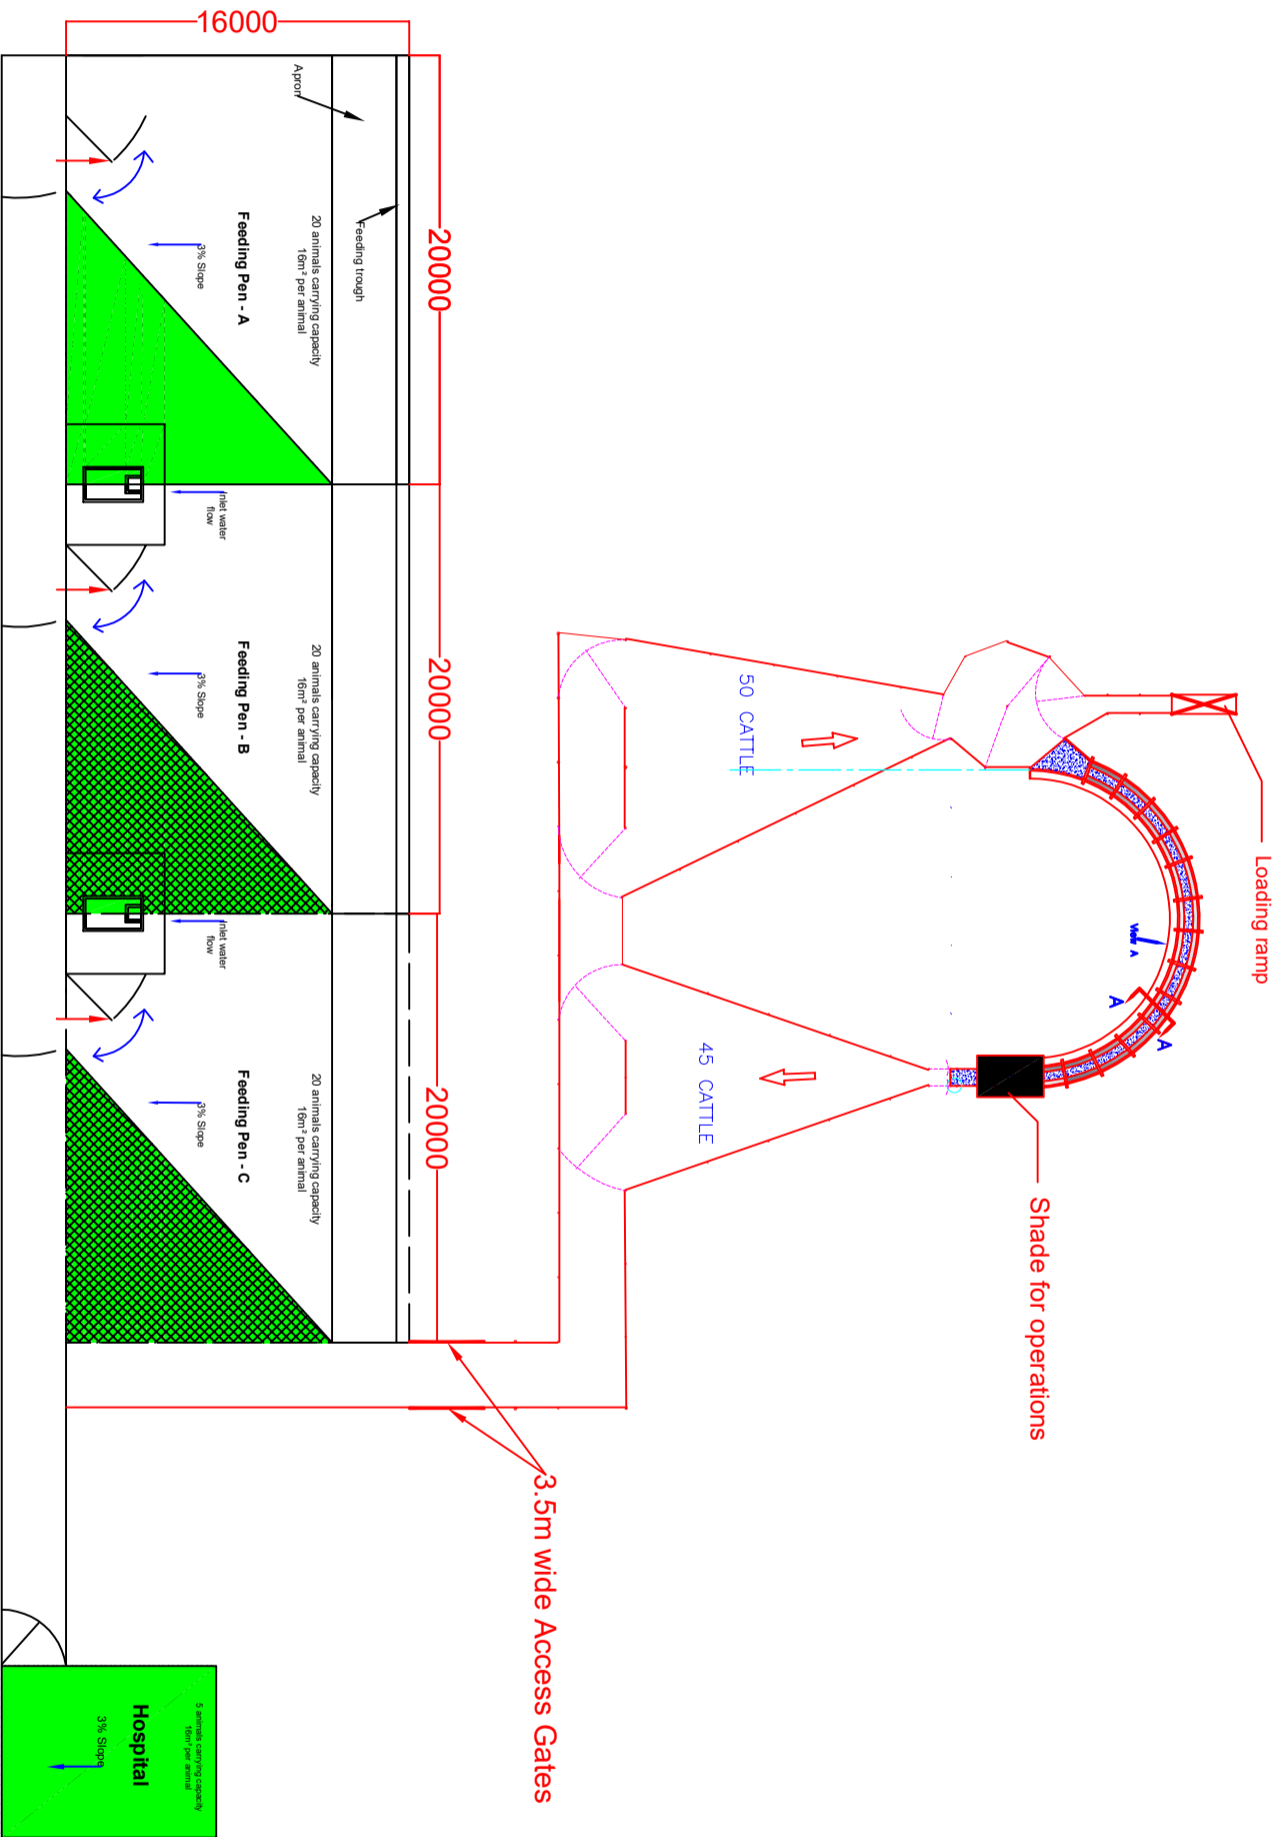 16000
20000
20000
20000
Apron
Feeding trough
20 animals carrying capacity
16m² per animal
Feeding Pen - A
3% Slope
Inlet water
flow
20 animals carrying capacity
16m² per animal
Feeding Pen - B
3% Slope
Inlet water
flow
20 animals carrying capacity
16m² per animal
Feeding Pen - C
3% Slope
50 CATTLE
45 CATTLE
Loading ramp
View A
A
A
Shade for operations
3.5m wide Access Gates
5 animals carrying capacity
16m² per animal
Hospital
3% Slope